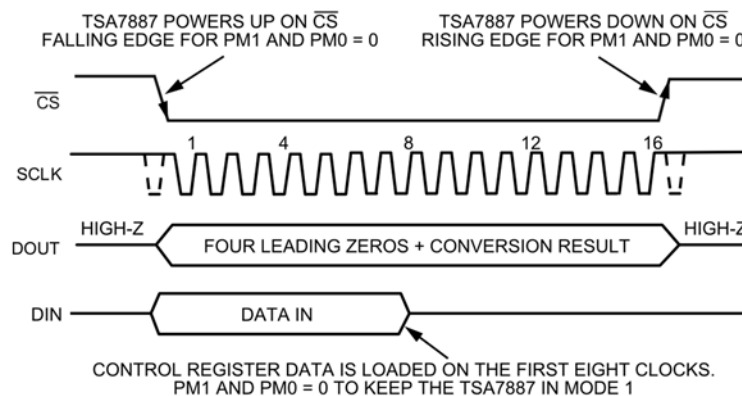 TSA7887 POWERS UP ON CS
FALLING EDGE FOR PM1 AND PM0 = 0
TSA7887 POWERS DOWN ON CS
RISING EDGE FOR PM1 AND PM0 = 0
CS
1 4 8 12 16
SCLK
HIGH-Z
HIGH-Z
DOUT
FOUR LEADING ZEROS + CONVERSION RESULT
DIN
DATA IN
CONTROL REGISTER DATA IS LOADED ON THE FIRST EIGHT CLOCKS.
PM1 AND PM0 = 0 TO KEEP THE TSA7887 IN MODE 1